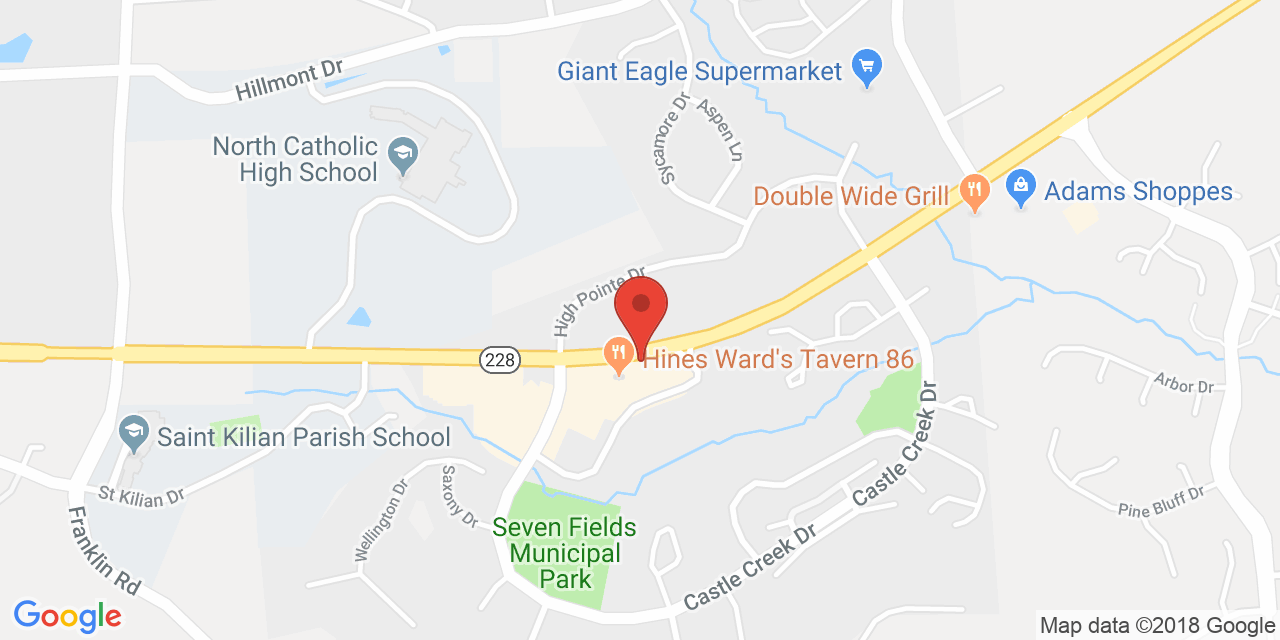 Giant Eagle Supermarket
Hillmont Dr
Sycamore Dr
Aspen Ln
North Catholic
High School
Double Wide Grill
Adams Shoppes
High Pointe Dr
228
Hines Ward's Tavern 86
Arbor Dr
Castle Creek Dr
Saint Kilian Parish School
St Kilian Dr
Saxony Dr
Wellington Dr
Pine Bluff Dr
Franklin Rd
Seven Fields
Municipal
Park
Castle Creek Dr
Google
Map data ©2018 Google